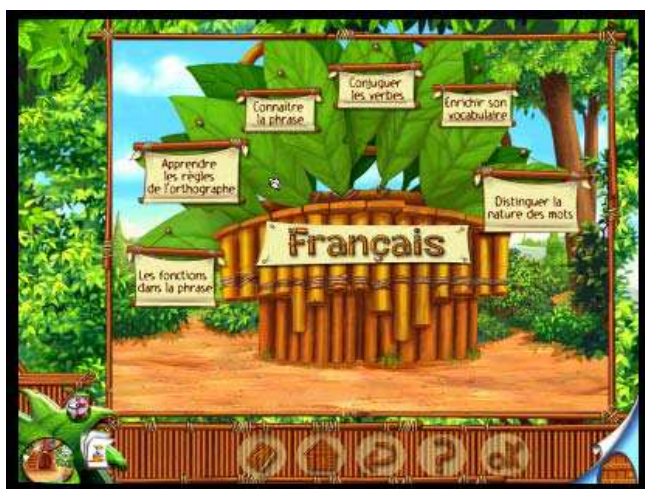 Conjuguer
les verbes
Connaître
la phrase
Enrichir son
vocabulaire
Apprendre
les règles
de l'orthographe
Distinguer la
nature des mots
Français
Les fonctions
dans la phrase
?